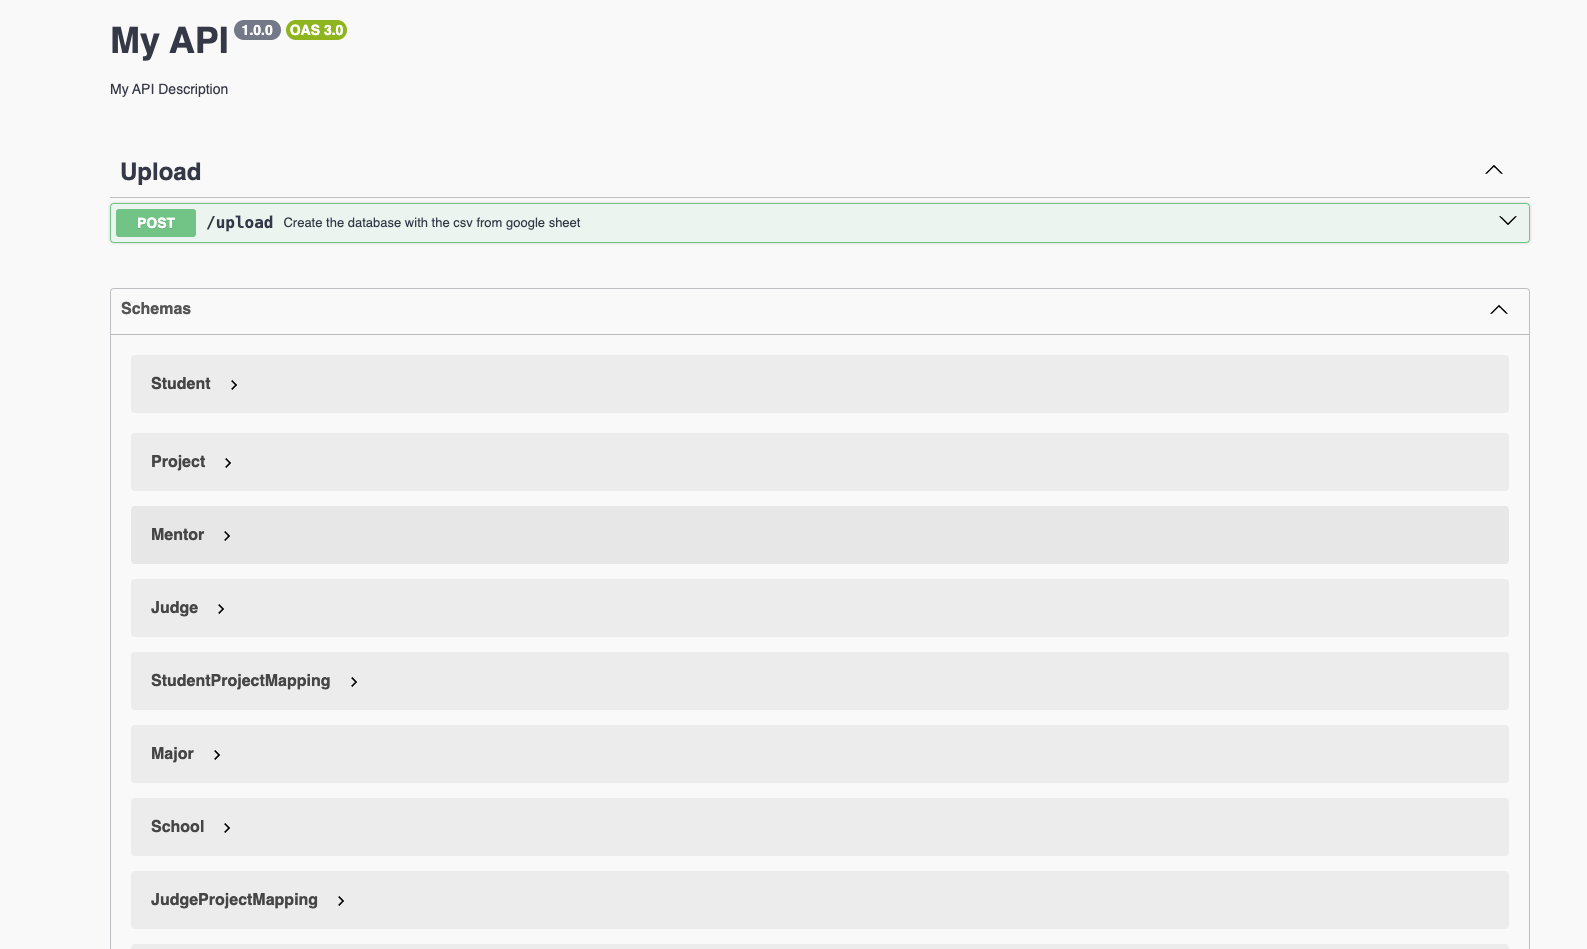 My API 1.0.0 OAS 3.0
My API Description
Upload
POST /upload Create the database with the csv from google sheet
Schemas
Student
Project
Mentor
Judge
StudentProjectMapping
Major
School
JudgeProjectMapping